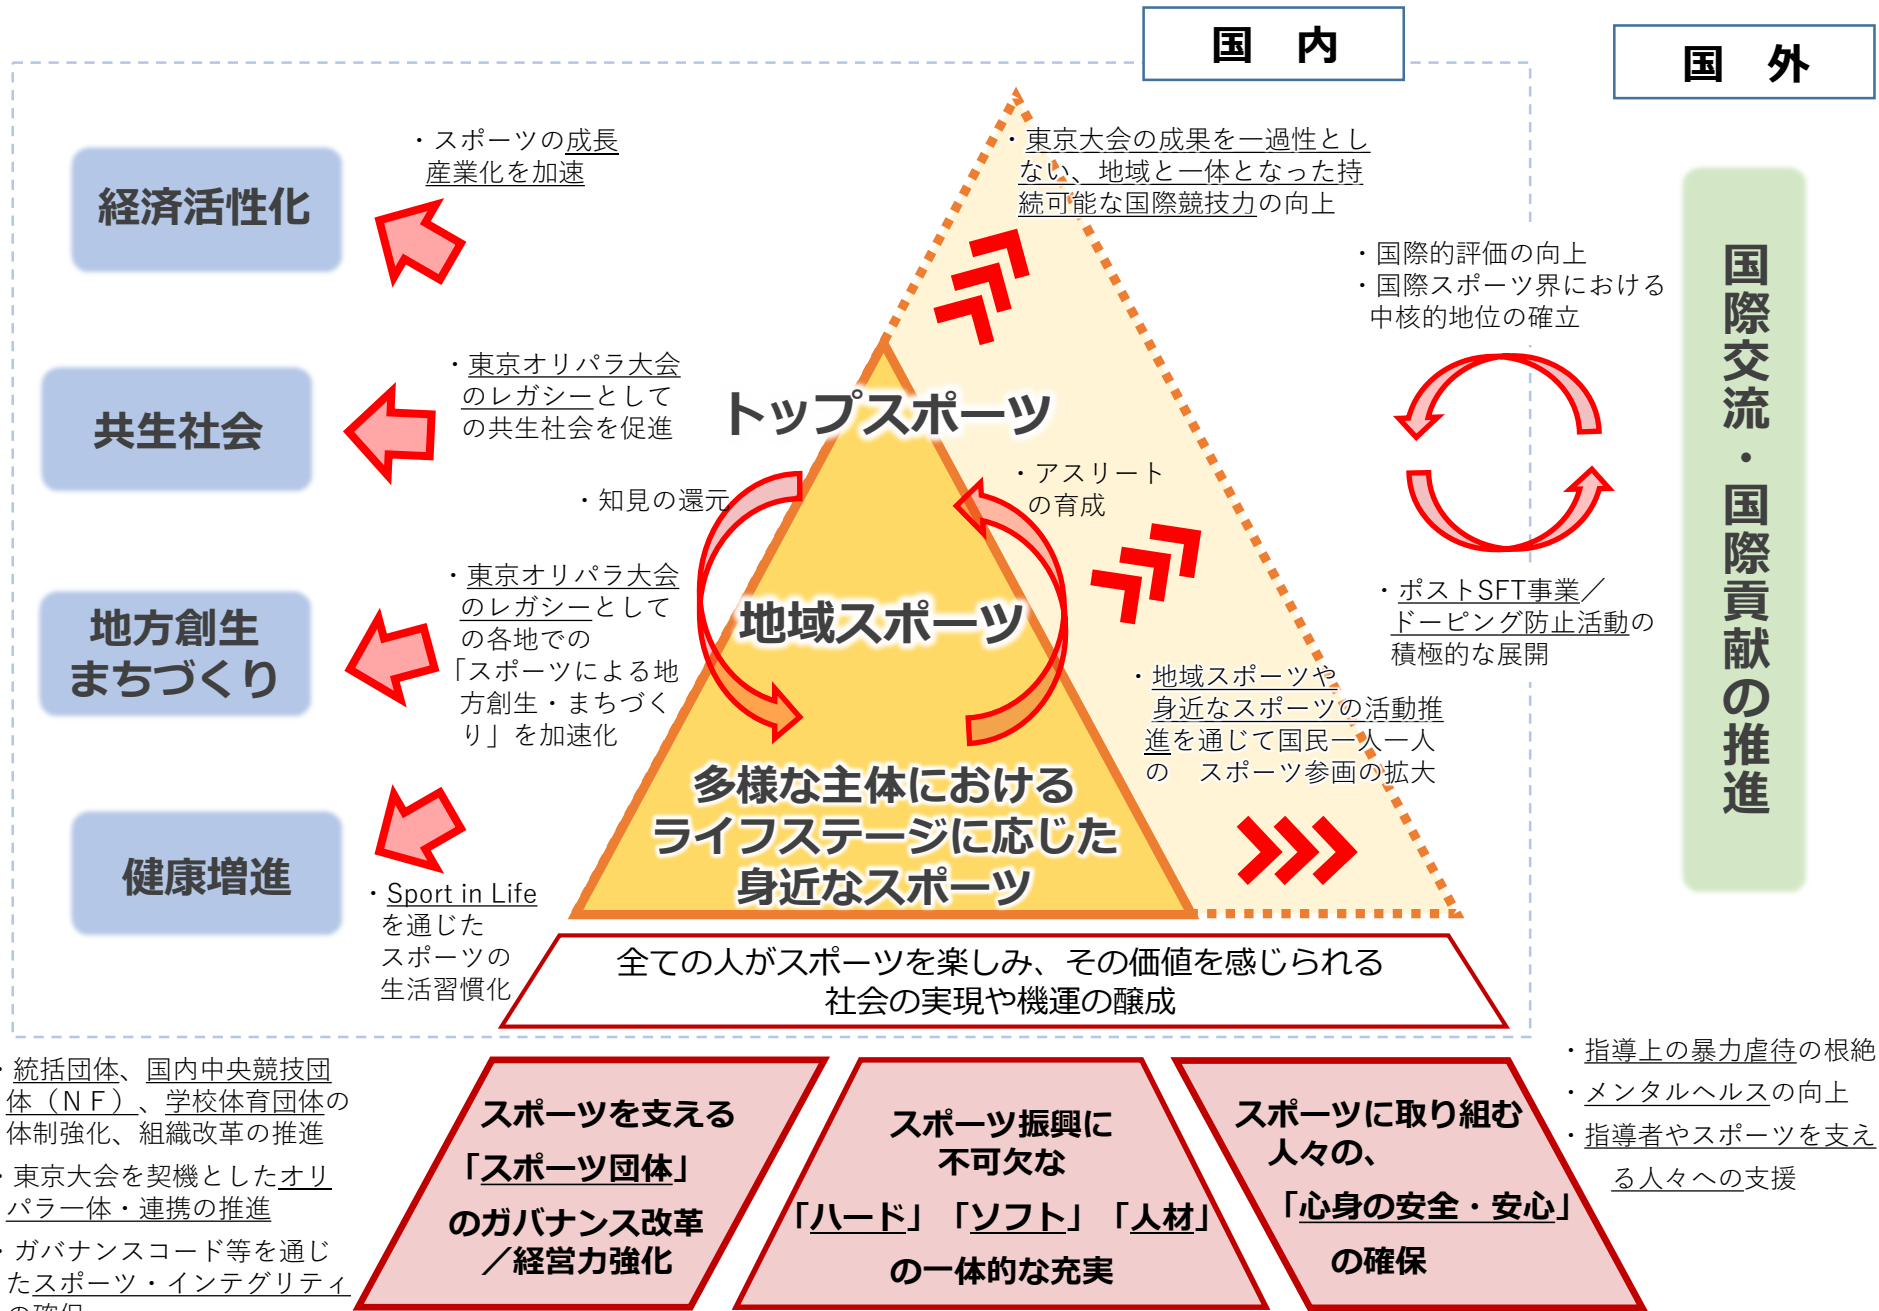 国　内
国　外
経済活性化
・スポーツの成長
産業化を加速
・東京大会の成果を一過性とし
ない、地域と一体となった持
続可能な国際競技力の向上
・国際的評価の向上
・国際スポーツ界における
中核的地位の確立
国際交流・国際貢献の推進
共生社会
・東京オリパラ大会
のレガシーとして
の共生社会を促進
トップスポーツ
・知見の還元
・アスリート
の育成
地方創生
まちづくり
・東京オリパラ大会
のレガシーとして
の各地での
「スポーツによる地
方創生・まちづく
り」を加速化
地域スポーツ
・ポストSFT事業／
ドーピング防止活動の
積極的な展開
・地域スポーツや
身近なスポーツの活動推
進を通じて国民一人一人
の　スポーツ参画の拡大
多様な主体における
ライフステージに応じた
身近なスポーツ
健康増進
・Sport in Life
を通じた
スポーツの
生活習慣化
全ての人がスポーツを楽しみ、その価値を感じられる
社会の実現や機運の醸成
・統括団体、国内中央競技団
体（ＮＦ）、学校体育団体の
体制強化、組織改革の推進
・東京大会を契機としたオリ
パラ一体・連携の推進
・ガバナンスコード等を通じ
たスポーツ・インテグリティ
の確保
スポーツを支える
「スポーツ団体」
のガバナンス改革
／経営力強化
スポーツ振興に
不可欠な
「ハード」「ソフト」「人材」
の一体的な充実
スポーツに取り組む
人々の、
「心身の安全・安心」
の確保
・指導上の暴力虐待の根絶
・メンタルヘルスの向上
・指導者やスポーツを支え
る人々への支援